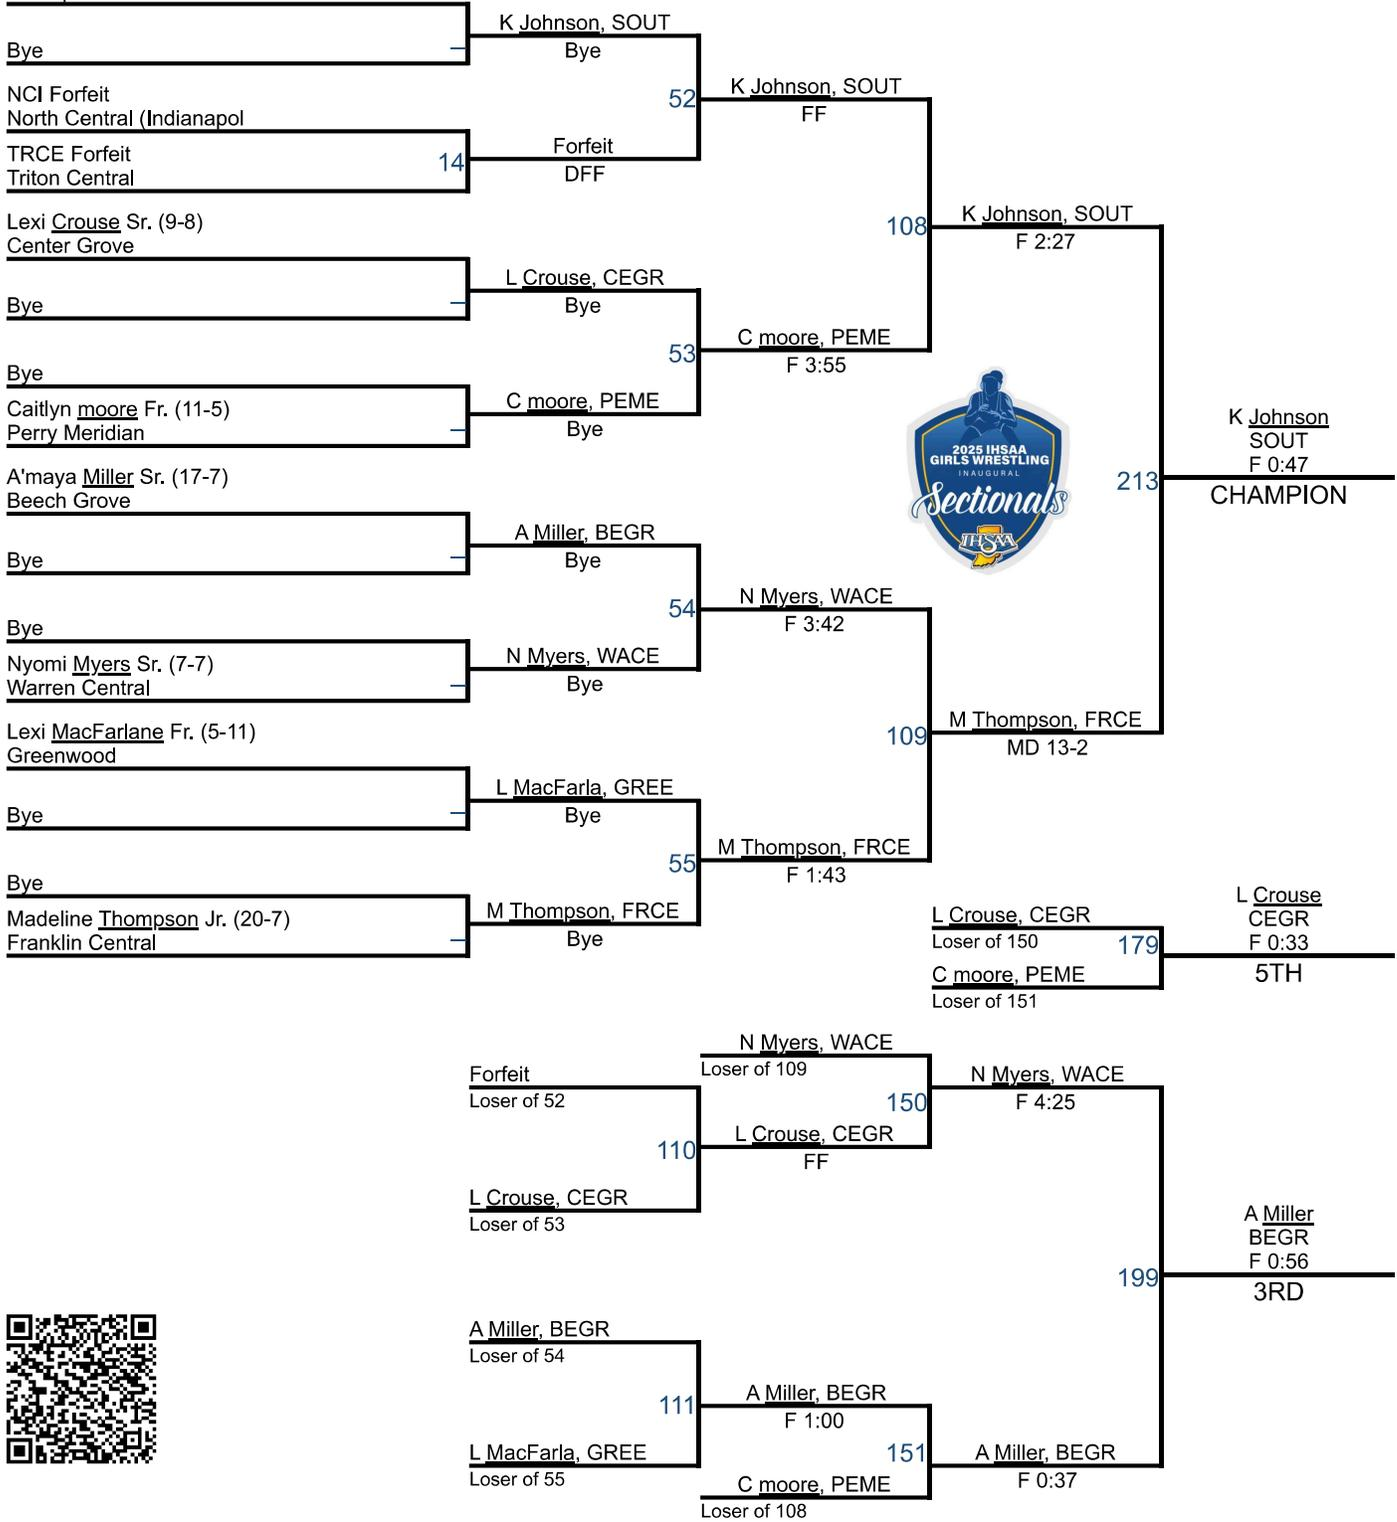 K Johnson, SOUT
Bye
Bye
NCI Forfeit
North Central (Indianapol
52
K Johnson, SOUT
FF
TRCE Forfeit
Triton Central
14
Forfeit
DFF
Lexi Crouse Sr. (9-8)
Center Grove
108
K Johnson, SOUT
F 2:27
L Crouse, CEGR
Bye
Bye
53
C moore, PEME
F 3:55
Bye
Caitlyn moore Fr. (11-5)
Perry Meridian
C moore, PEME
Bye
2025 IHSAA
GIRLS WRESTLING
INAUGURAL
Sectionals
IHSAA
K Johnson
SOUT
F 0:47
213
CHAMPION
A'maya Miller Sr. (17-7)
Beech Grove
A Miller, BEGR
Bye
Bye
54
N Myers, WACE
F 3:42
Bye
Nyomi Myers Sr. (7-7)
Warren Central
N Myers, WACE
Bye
Lexi MacFarlane Fr. (5-11)
Greenwood
109
M Thompson, FRCE
MD 13-2
L MacFarla, GREE
Bye
Bye
55
M Thompson, FRCE
F 1:43
Bye
Madeline Thompson Jr. (20-7)
Franklin Central
M Thompson, FRCE
Bye
L Crouse, CEGR
Loser of 150
179
C moore, PEME
Loser of 151
L Crouse
CEGR
F 0:33
5TH
N Myers, WACE
Loser of 109
Forfeit
Loser of 52
150
N Myers, WACE
F 4:25
110
L Crouse, CEGR
FF
L Crouse, CEGR
Loser of 53
199
A Miller
BEGR
F 0:56
3RD
A Miller, BEGR
Loser of 54
111
A Miller, BEGR
F 1:00
L MacFarla, GREE
Loser of 55
151
A Miller, BEGR
F 0:37
C moore, PEME
Loser of 108